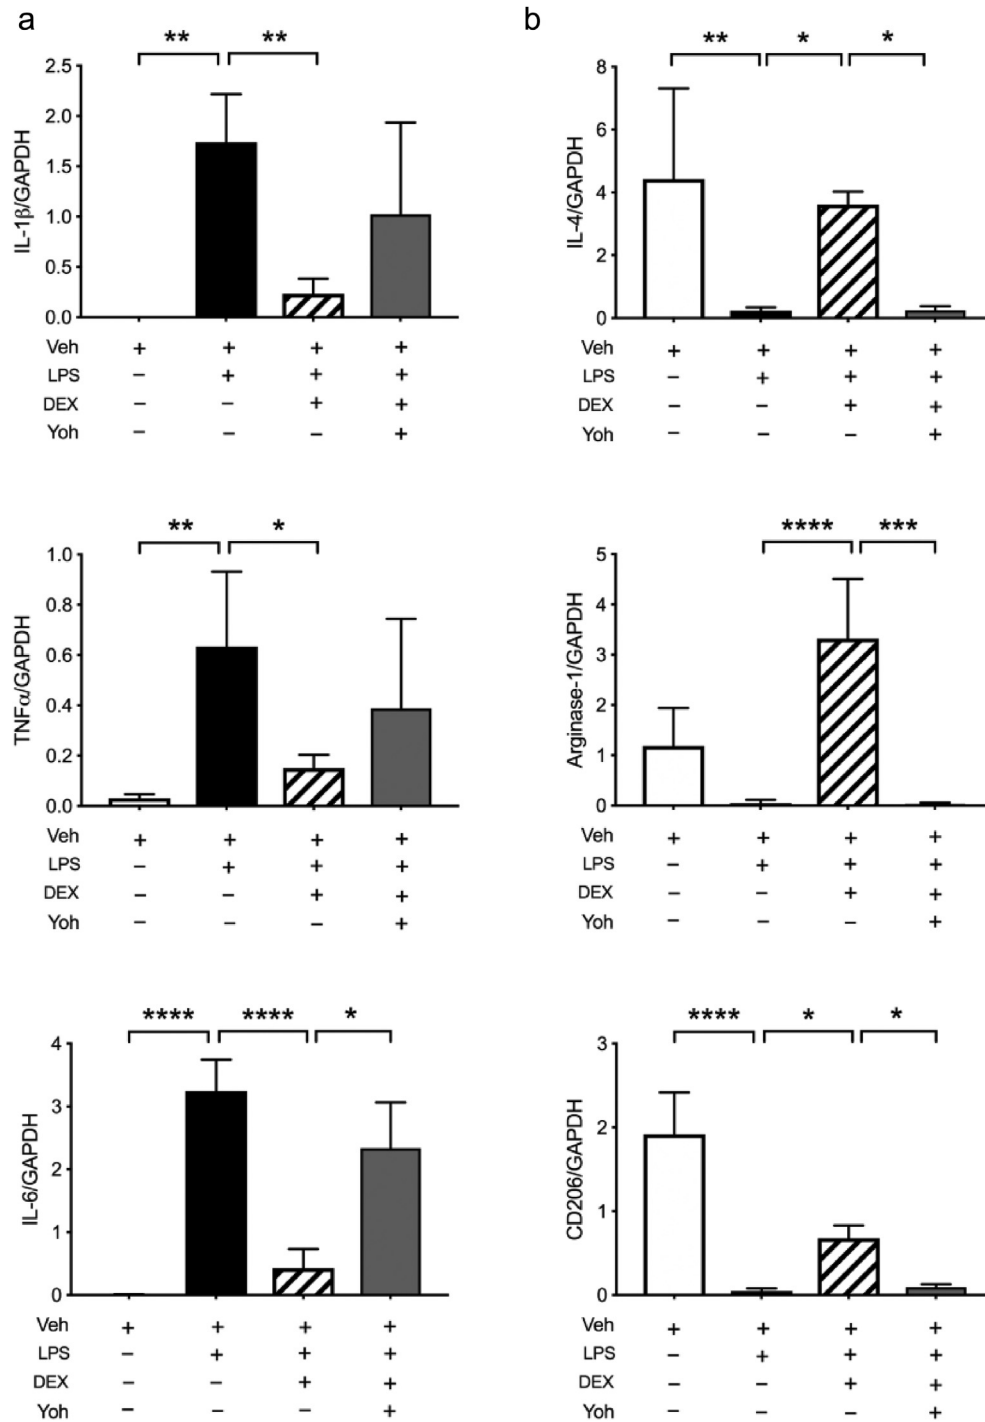 a
** **
2.5
2.0
1.5
1.0
0.5
0.0
IL-1β/GAPDH
Veh + + + +
LPS – + + +
DEX – – + +
Yoh – – – +
** *
1.0
0.8
0.6
0.4
0.2
0.0
TNFα/GAPDH
Veh + + + +
LPS – + + +
DEX – – + +
Yoh – – – +
**** **** *
4
3
2
1
0
IL-6/GAPDH
Veh + + + +
LPS – + + +
DEX – – + +
Yoh – – – +
b
** * *
8
6
4
2
0
IL-4/GAPDH
Veh + + + +
LPS – + + +
DEX – – + +
Yoh – – – +
**** ***
5
4
3
2
1
0
Arginase-1/GAPDH
Veh + + + +
LPS – + + +
DEX – – + +
Yoh – – – +
**** * *
3
2
1
0
CD206/GAPDH
Veh + + + +
LPS – + + +
DEX – – + +
Yoh – – – +